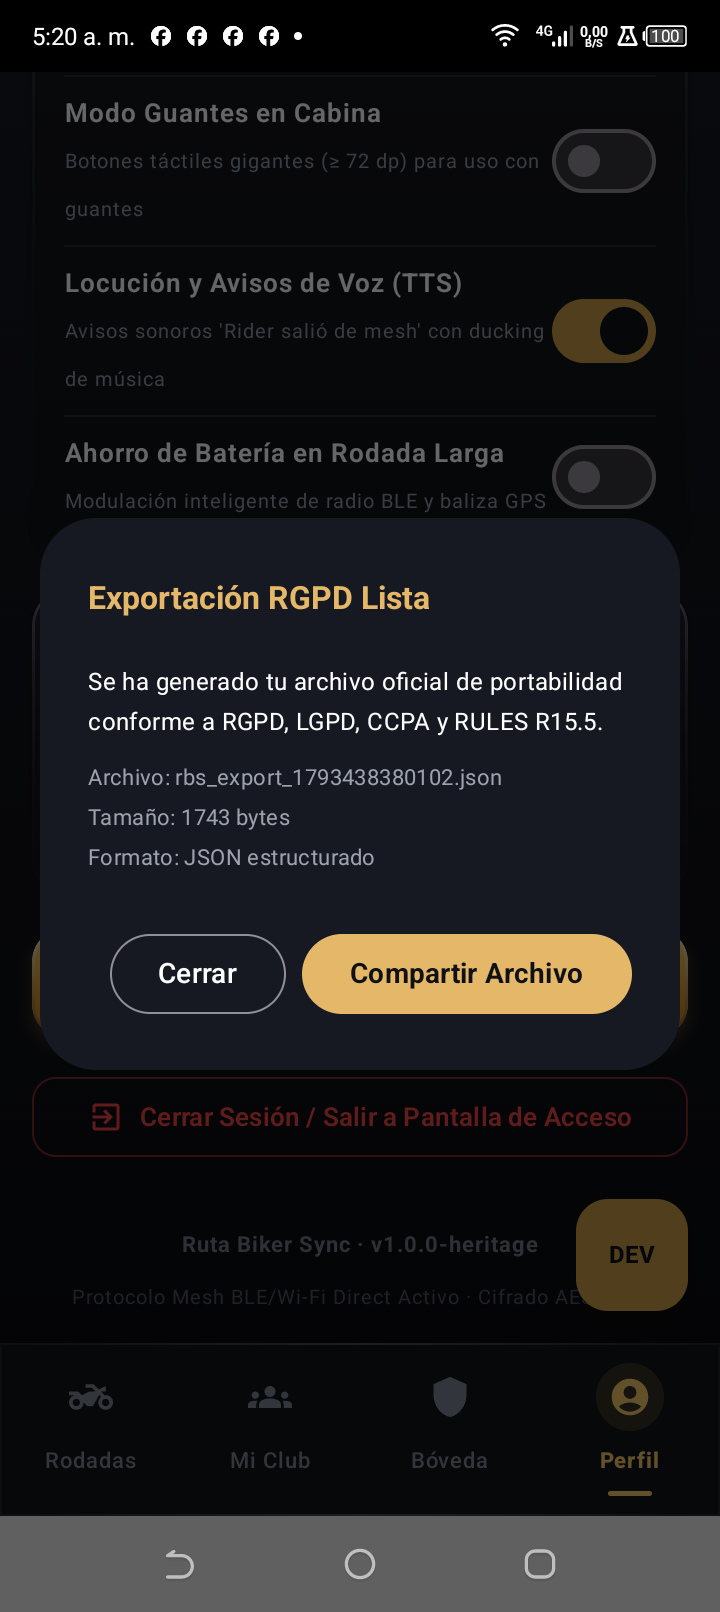 5:20 a. m.
4G 0,00 B/S 100
Modo Guantes en Cabina
Botones táctiles gigantes (≥ 72 dp) para uso con
guantes
Locución y Avisos de Voz (TTS)
Avisos sonoros 'Rider salió de mesh' con ducking
de música
Ahorro de Batería en Rodada Larga
Modulación inteligente de radio BLE y baliza GPS
Exportación RGPD Lista
Se ha generado tu archivo oficial de portabilidad
conforme a RGPD, LGPD, CCPA y RULES R15.5.
Archivo: rbs_export_1793438380102.json
Tamaño: 1743 bytes
Formato: JSON estructurado
Cerrar
Compartir Archivo
Cerrar Sesión / Salir a Pantalla de Acceso
Ruta Biker Sync · v1.0.0-heritage
DEV
Protocolo Mesh BLE/Wi-Fi Direct Activo · Cifrado
Rodadas
Mi Club
Bóveda
Perfil